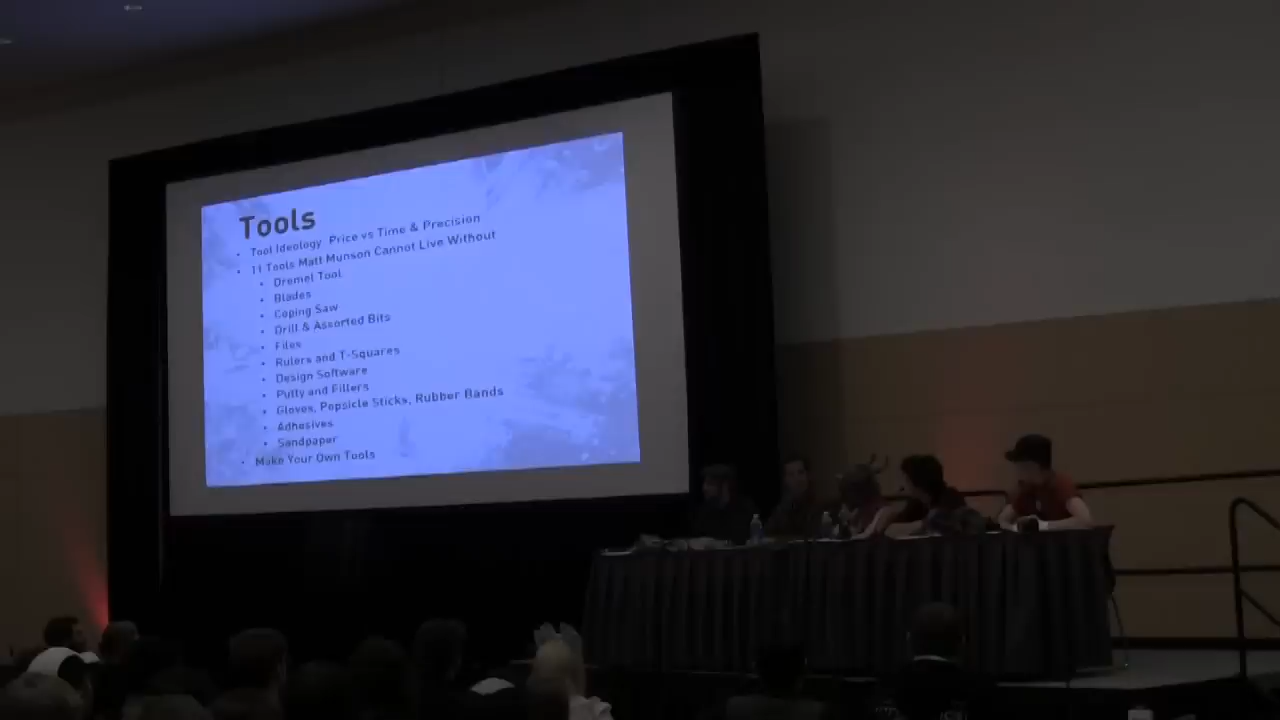 Tools
• Tool Ideology Price vs Time & Precision
• 11 Tools Matt Munson Cannot Live Without
• Dremel Tool
• Blades
• Coping Saw
• Drill & Assorted Bits
• Files
• Rulers and T-Squares
• Design Software
• Putty and Fillers
• Gloves, Popsicle Sticks, Rubber Bands
• Adhesives
• Sandpaper
• Make Your Own Tools